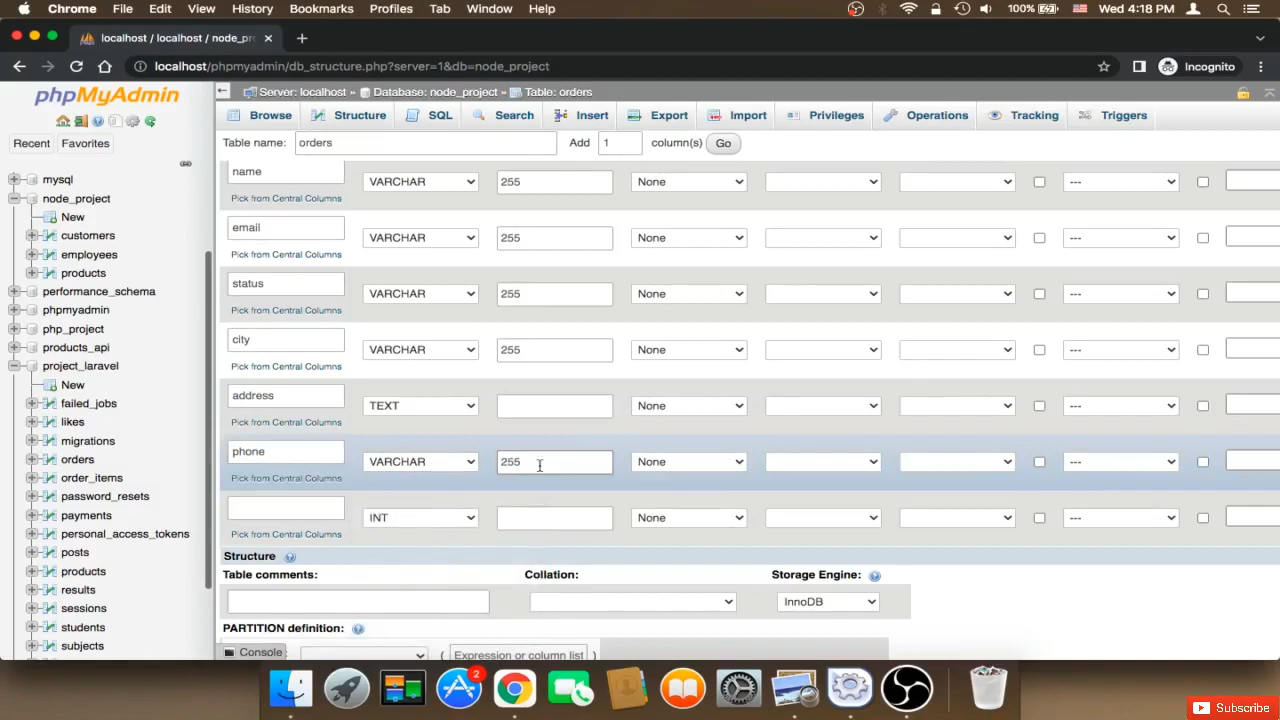 Chrome File Edit View History Bookmarks Profiles Tab Window Help 100% Wed 4:18 PM
localhost / localhost / node_pr
localhost/phpmyadmin/db_structure.php?server=1&db=node_project
Incognito
phpMyAdmin
Server: localhost » Database: node_project » Table: orders
Browse Structure SQL Search Insert Export Import Privileges Operations Tracking Triggers
Recent Favorites
Table name: orders Add 1 column(s) Go
mysql
node_project
New
customers
employees
products
performance_schema
phpmyadmin
php_project
products_api
project_laravel
New
failed_jobs
likes
migrations
orders
order_items
password_resets
payments
personal_access_tokens
posts
products
results
sessions
students
subjects
name VARCHAR 255 None ---
Pick from Central Columns
email VARCHAR 255 None ---
Pick from Central Columns
status VARCHAR 255 None ---
Pick from Central Columns
city VARCHAR 255 None ---
Pick from Central Columns
address TEXT None ---
Pick from Central Columns
phone VARCHAR 255 None ---
Pick from Central Columns
INT None ---
Pick from Central Columns
Structure
Table comments: Collation: Storage Engine:
InnoDB
PARTITION definition:
Console
( Expression or column list )
2
Subscribe